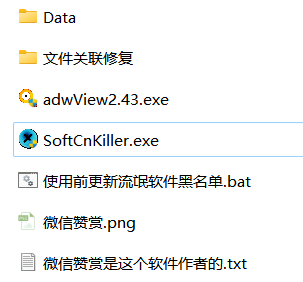 Data
文件关联修复
adwView2.43.exe
SoftCnKiller.exe
使用前更新流氓软件黑名单.bat
微信赞赏.png
微信赞赏是这个软件作者的.txt